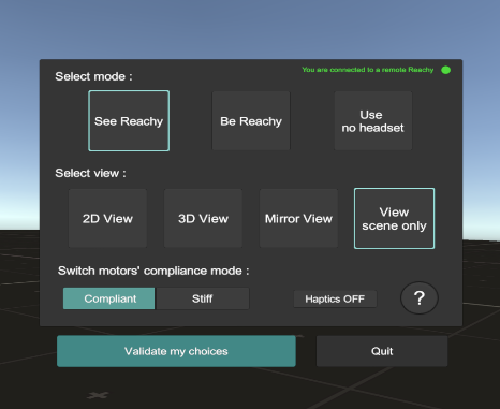 You are connected to a remote Reachy
Select mode :
See Reachy
Be Reachy
Use
no headset
Select view :
2D View
3D View
Mirror View
View
scene only
Switch motors' compliance mode :
Compliant
Stiff
Haptics OFF
?
Validate my choices
Quit